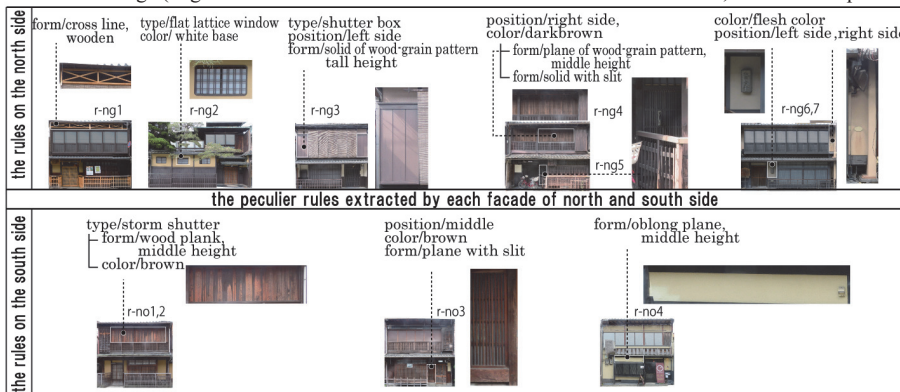 the rules on the north side
form/cross line,
wooden
r-ng1
type/flat lattice window
color/ white base
r-ng2
type/shutter box
position/left side
form/solid of wood-grain pattern
tall height
r-ng3
position/right side,
color/darkbrown
form/plane of wood-grain pattern,
middle height
form/solid with slit
r-ng4
r-ng5
color/flesh color
position/left side ,right side
r-ng6,7
the peculier rules extracted by each facade of north and south side
the rules on the south side
type/storm shutter
form/wood plank,
middle height
color/brown
r-no1,2
position/middle
color/brown
form/plane with slit
r-no3
form/oblong plane,
middle height
r-no4